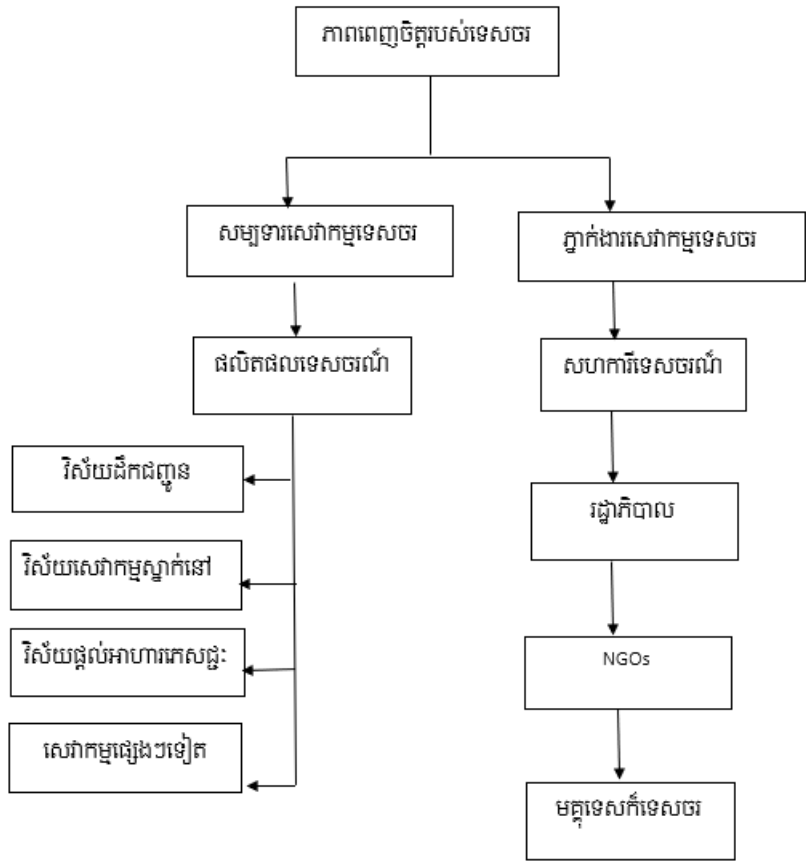 ភាពពេញចិត្តរបស់ទេសចរ
សម្បទារសេវាកម្មទេសចរ
ភ្នាក់ងារសេវាកម្មទេសចរ
ផលិតផលទេសចរណ៍
សហការីទេសចរណ៍
វិស័យដឹកជញ្ជូន
រដ្ឋាភិបាល
វិស័យសេវាកម្មស្នាក់នៅ
វិស័យផ្តល់អាហារភេសជ្ជៈ
NGOs
សេវាកម្មផ្សេងៗទៀត
មគ្គុទេសក៏ទេសចរ